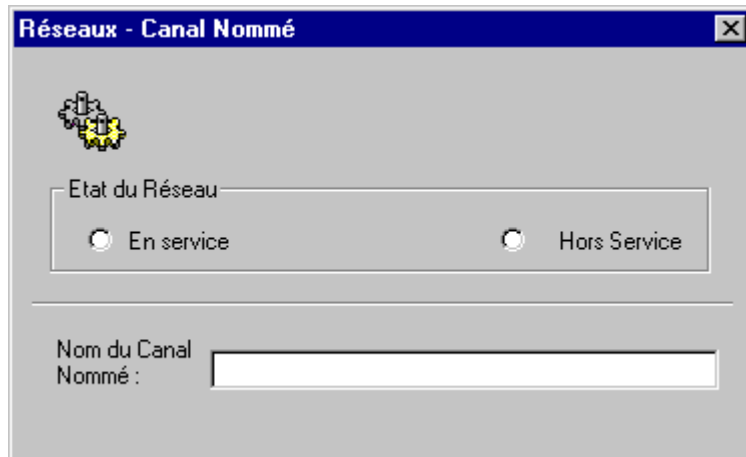 Réseaux - Canal Nommé
Etat du Réseau
En service Hors Service
Nom du Canal
Nommé :